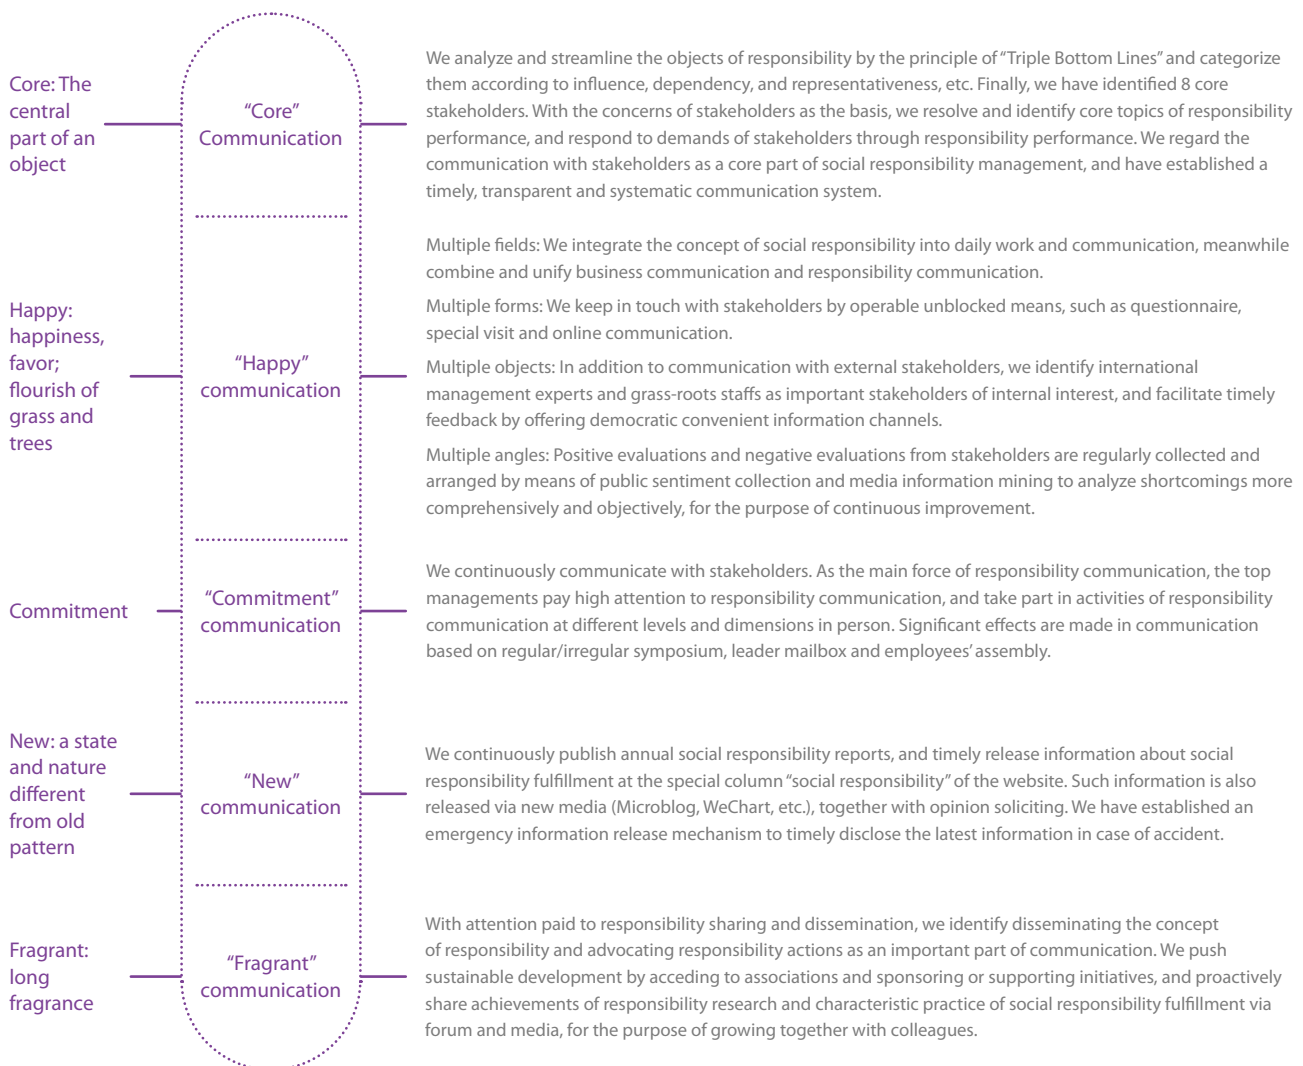 Core: The
central
part of an
object
“Core”
Communication
We analyze and streamline the objects of responsibility by the principle of “Triple Bottom Lines” and categorize
them according to influence, dependency, and representativeness, etc. Finally, we have identified 8 core
stakeholders. With the concerns of stakeholders as the basis, we resolve and identify core topics of responsibility
performance, and respond to demands of stakeholders through responsibility performance. We regard the
communication with stakeholders as a core part of social responsibility management, and have established a
timely, transparent and systematic communication system.
Happy:
happiness,
favor;
flourish of
grass and
trees
“Happy”
communication
Multiple fields: We integrate the concept of social responsibility into daily work and communication, meanwhile
combine and unify business communication and responsibility communication.
Multiple forms: We keep in touch with stakeholders by operable unblocked means, such as questionnaire,
special visit and online communication.
Multiple objects: In addition to communication with external stakeholders, we identify international
management experts and grass-roots staffs as important stakeholders of internal interest, and facilitate timely
feedback by offering democratic convenient information channels.
Multiple angles: Positive evaluations and negative evaluations from stakeholders are regularly collected and
arranged by means of public sentiment collection and media information mining to analyze shortcomings more
comprehensively and objectively, for the purpose of continuous improvement.
Commitment
“Commitment”
communication
We continuously communicate with stakeholders. As the main force of responsibility communication, the top
managements pay high attention to responsibility communication, and take part in activities of responsibility
communication at different levels and dimensions in person. Significant effects are made in communication
based on regular/irregular symposium, leader mailbox and employees’ assembly.
New: a state
and nature
different
from old
pattern
“New”
communication
We continuously publish annual social responsibility reports, and timely release information about social
responsibility fulfillment at the special column “social responsibility” of the website. Such information is also
released via new media (Microblog, WeChart, etc.), together with opinion soliciting. We have established an
emergency information release mechanism to timely disclose the latest information in case of accident.
Fragrant:
long
fragrance
“Fragrant”
communication
With attention paid to responsibility sharing and dissemination, we identify disseminating the concept
of responsibility and advocating responsibility actions as an important part of communication. We push
sustainable development by acceding to associations and sponsoring or supporting initiatives, and proactively
share achievements of responsibility research and characteristic practice of social responsibility fulfillment via
forum and media, for the purpose of growing together with colleagues.